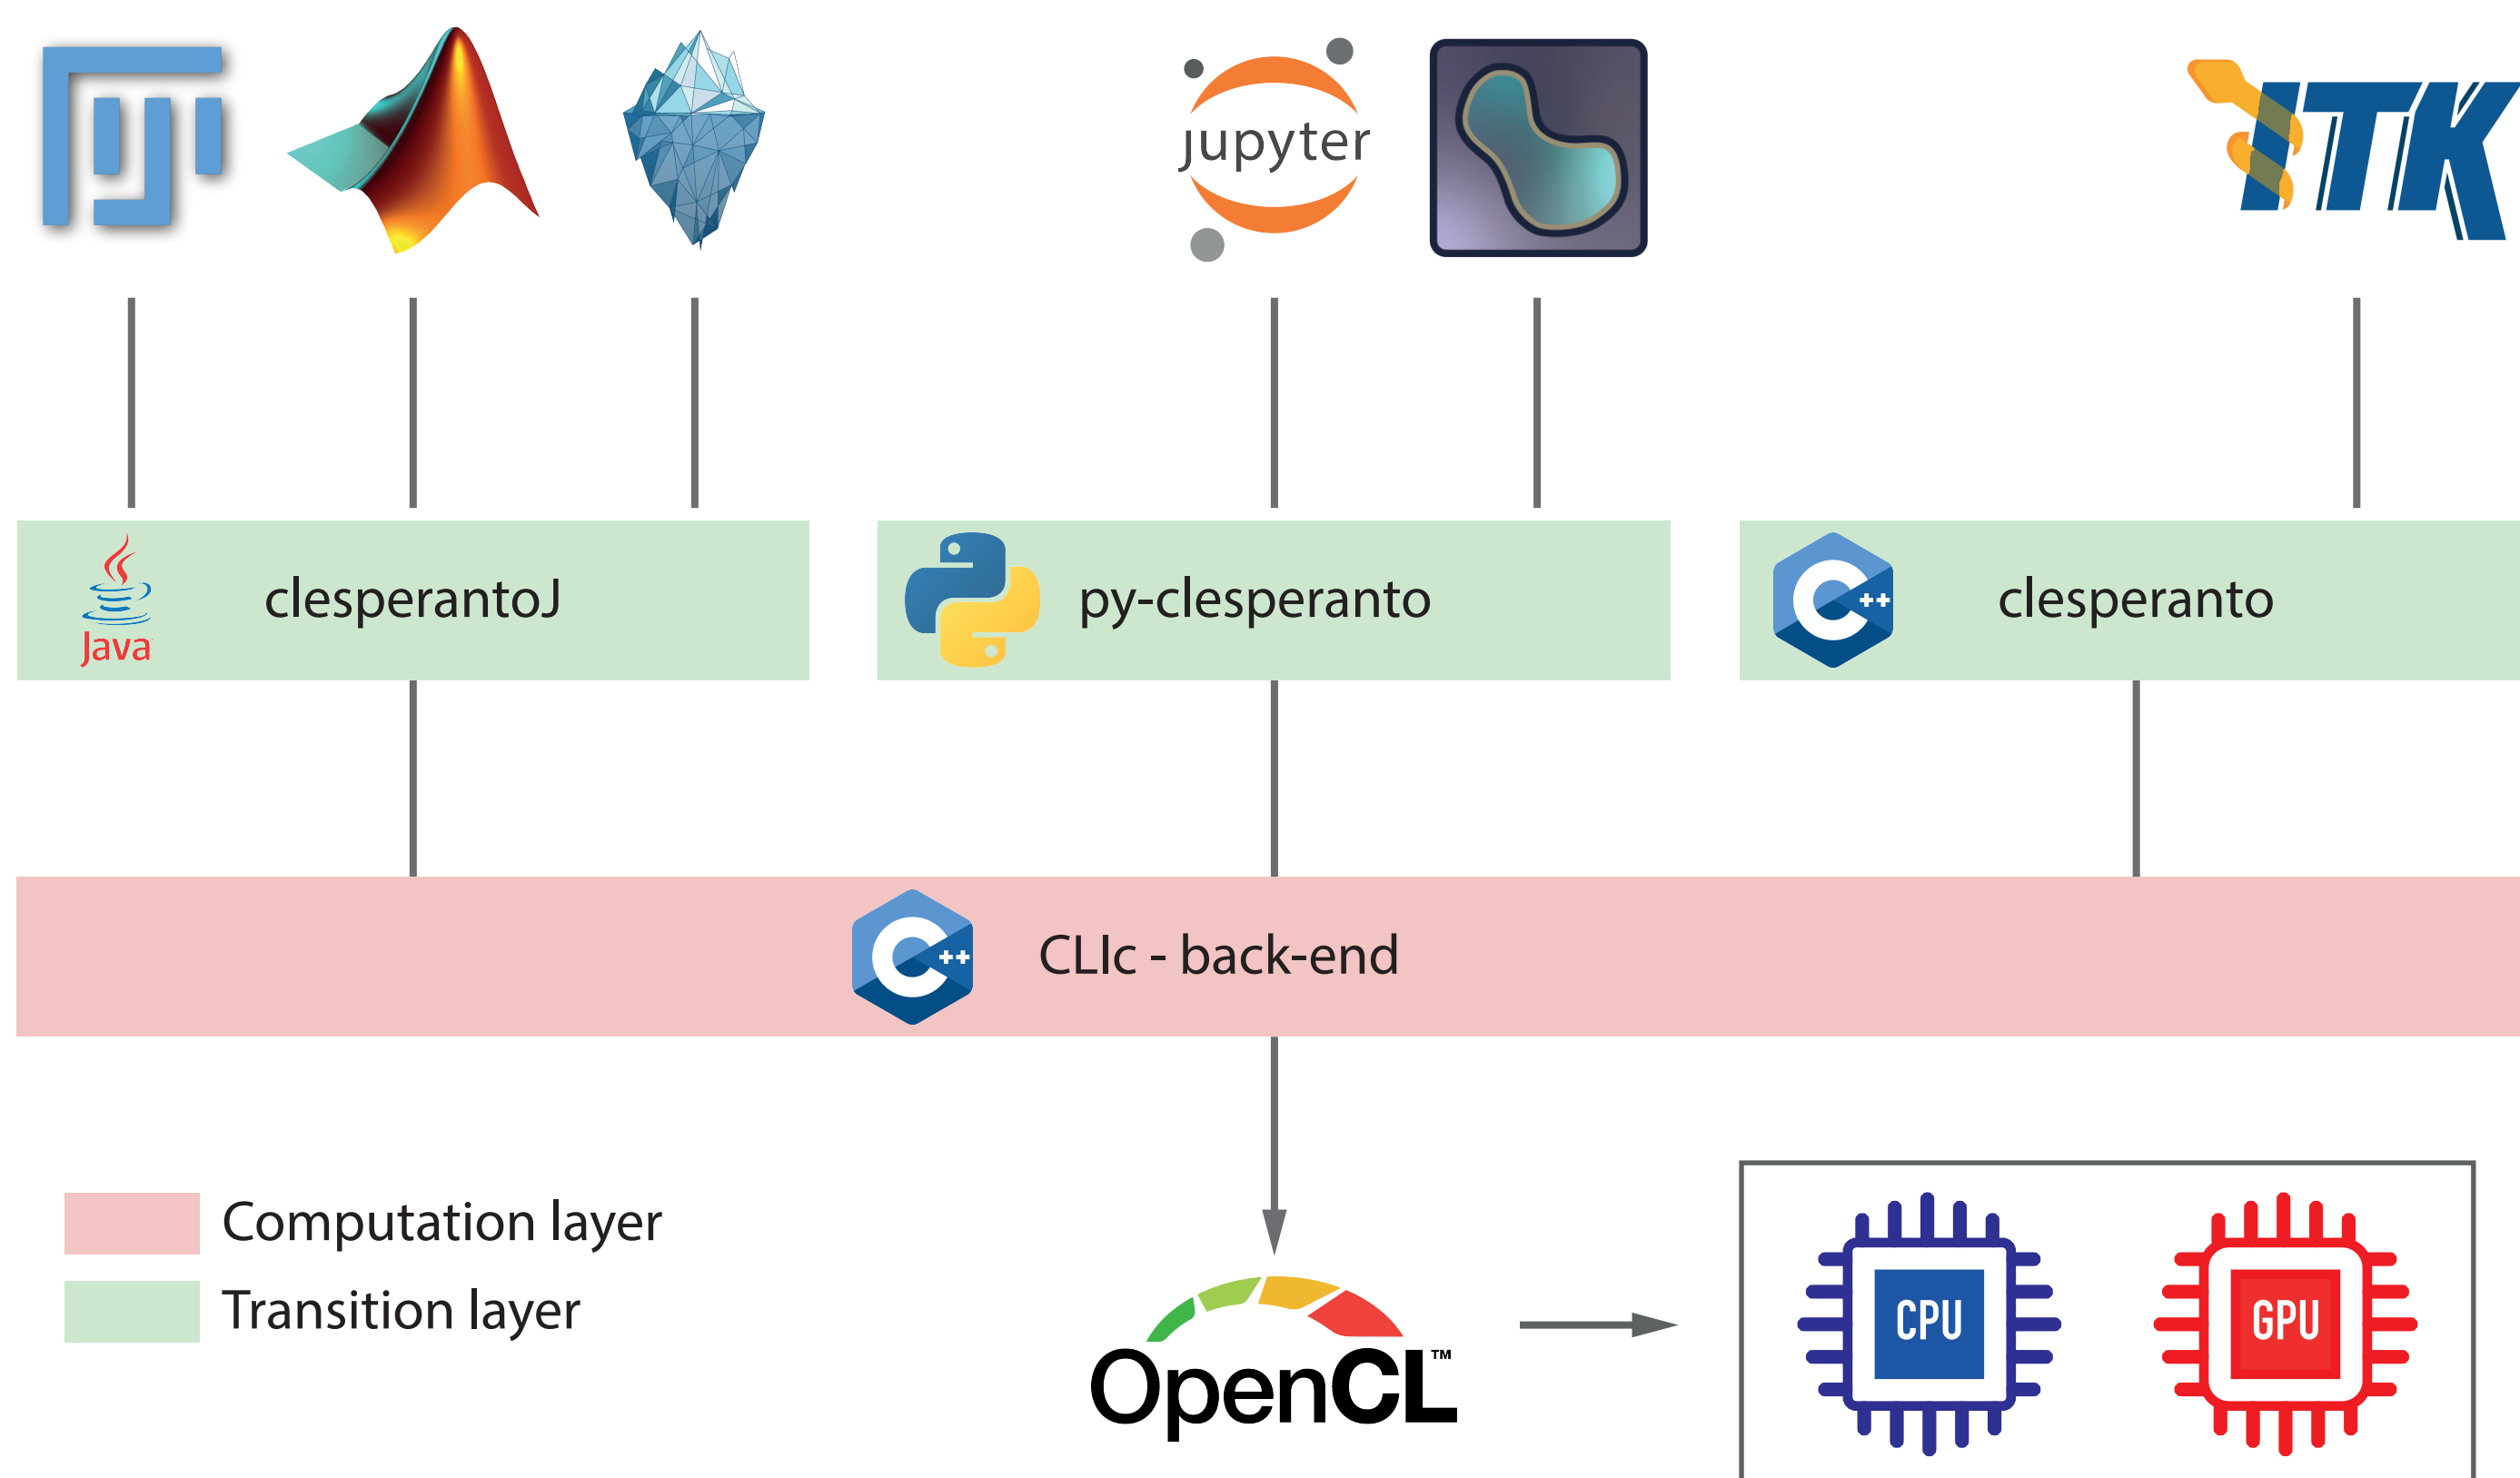 jupyter
ITK
Java
clesperantoJ
py-clesperanto
C++
clesperanto
C++
CLIc - back-end
Computation layer
Transition layer
OpenCL™
CPU
GPU